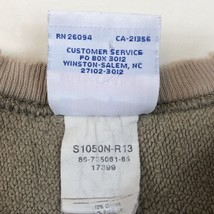 RN 26094 CA-21356
CUSTOMER SERVICE
PO BOX 3012
WINSTON-SALEM, NC
27102-3012
S1050N-R13
17899